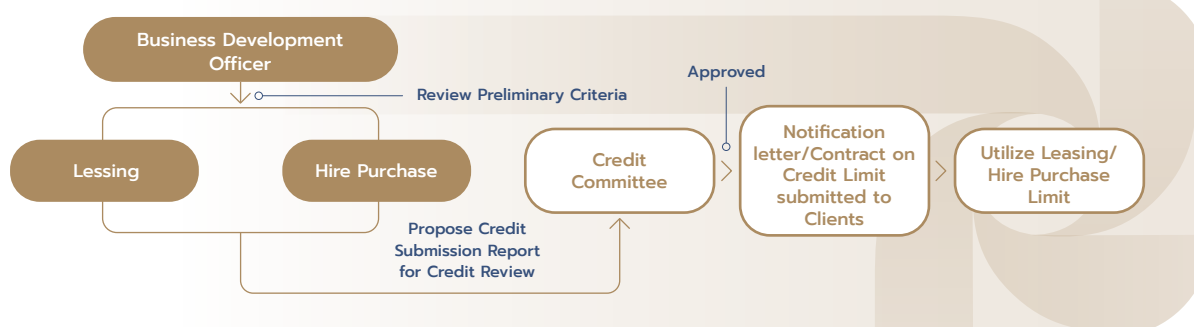 Business Development
Officer
Review Preliminary Criteria
Lessing
Hire Purchase
Propose Credit
Submission Report
for Credit Review
Credit
Committee
Approved
Notification
letter/Contract on
Credit Limit
submitted to
Clients
Utilize Leasing/
Hire Purchase
Limit